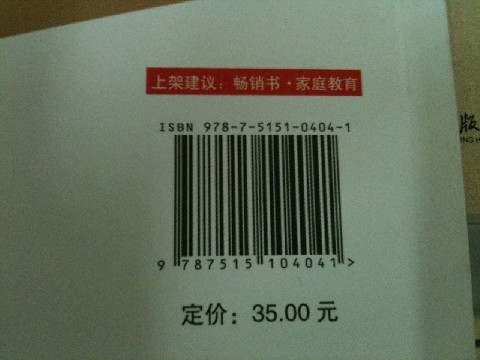 上架建议：畅销书·家庭教育
ISBN 978-7-5151-0404-1
9 787515 104041 >
定价：35.00 元
版